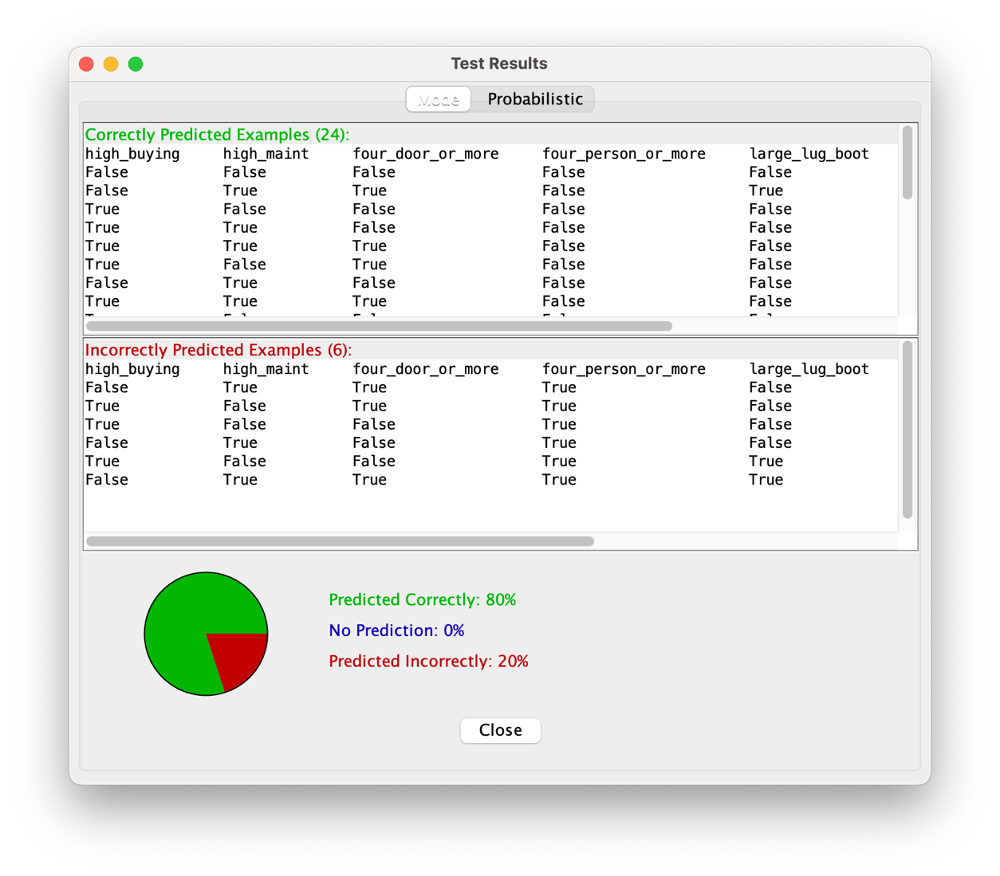 Test Results
Mode Probabilistic
Correctly Predicted Examples (24):
high_buying high_maint four_door_or_more four_person_or_more large_lug_boot
False False False False False
False True True False True
True False False False False
True True False False False
True True True False False
True False True False False
False True False False False
True True True False False
Incorrectly Predicted Examples (6):
high_buying high_maint four_door_or_more four_person_or_more large_lug_boot
False True True True False
True False True True False
True False False True False
False True False True False
True False False True True
False True True True True
Predicted Correctly: 80%
No Prediction: 0%
Predicted Incorrectly: 20%
Close